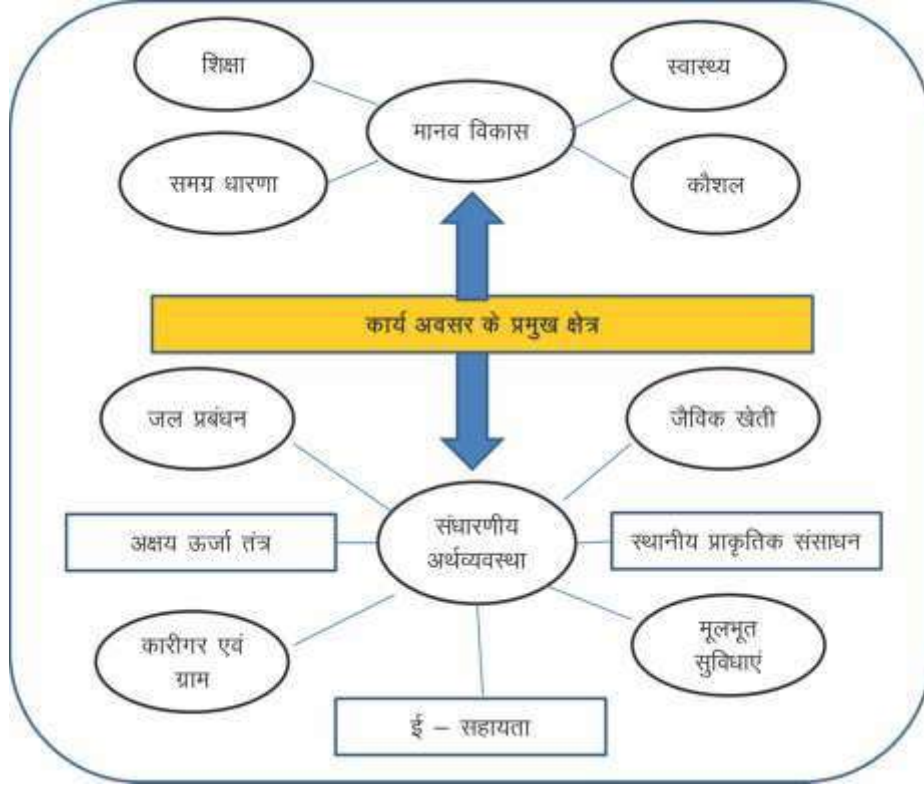 शिक्षा
स्वास्थ्य
मानव विकास
समग्र धारणा
कौशल
कार्य अवसर के प्रमुख क्षेत्र
जल प्रबंधन
जैविक खेती
संधारणीय
अर्थव्यवस्था
अक्षय ऊर्जा तंत्र
स्थानीय प्राकृतिक संसाधन
कारीगर एवं
ग्राम
मूलभूत
सुविधाएं
ई – सहायता